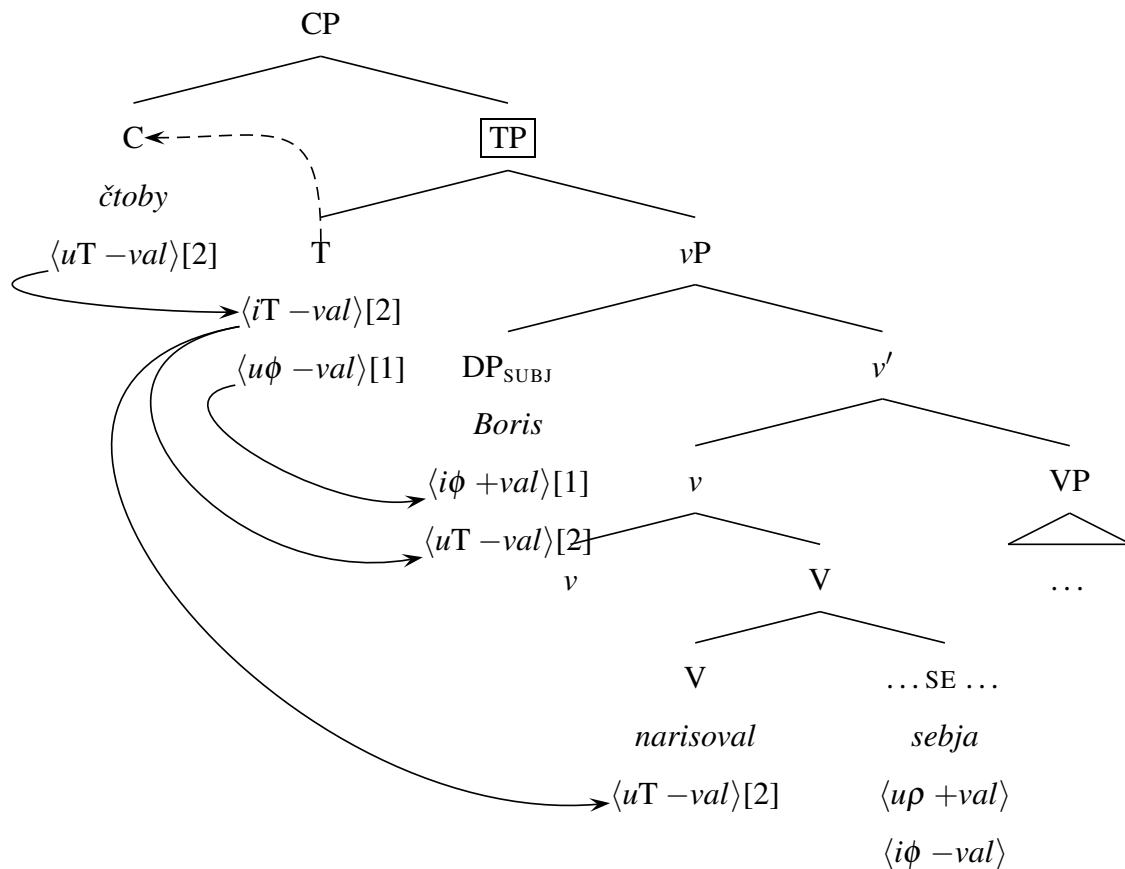 CP
C TP
čtoby
⟨uT −val⟩[2] T vP
⟨iT −val⟩[2]
⟨uϕ −val⟩[1] DP_SUBJ v′
Boris
⟨iϕ +val⟩[1] v VP
⟨uT −val⟩[2]
v V …
V … SE …
narisoval sebja
⟨uT −val⟩[2] ⟨uρ +val⟩
⟨iϕ −val⟩